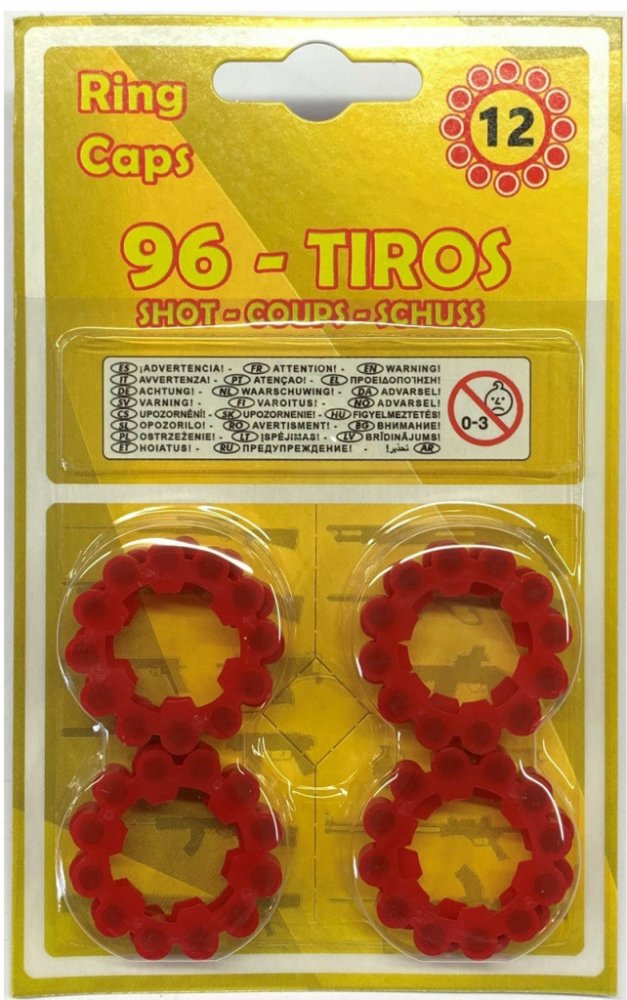 Ring
Caps
12
96 - TIROS
SHOT - COUPS - SCHUSS
ES ¡ADVERTENCIA! - FR ATTENTION! - EN WARNING!
IT AVVERTENZA! - PT ATENÇAO! - EL ΠΡΟΕΙΔΟΠΟΊΗΣΗ!
DE ACHTUNG! - NL WAARSCHUWING! - DA ADVARSEL!
SV VARNING! - FI VAROITUS! - NO ADVARSEL!
CS UPOZORNĚNÍ! - SK UPOZORNENIE! - HU FIGYELMEZTETÉS!
SL OPOZORILO! - RO AVERTISMENT! - BG ВНИМАНИЕ!
PL OSTRZEŻENIE! - LT ĮSPĖJIMAS! - LV BRĪDINĀJUMS!
ET HOIATUS! - RU ПРЕДУПРЕЖДЕНИЕ! - تحذير! AR
0-3